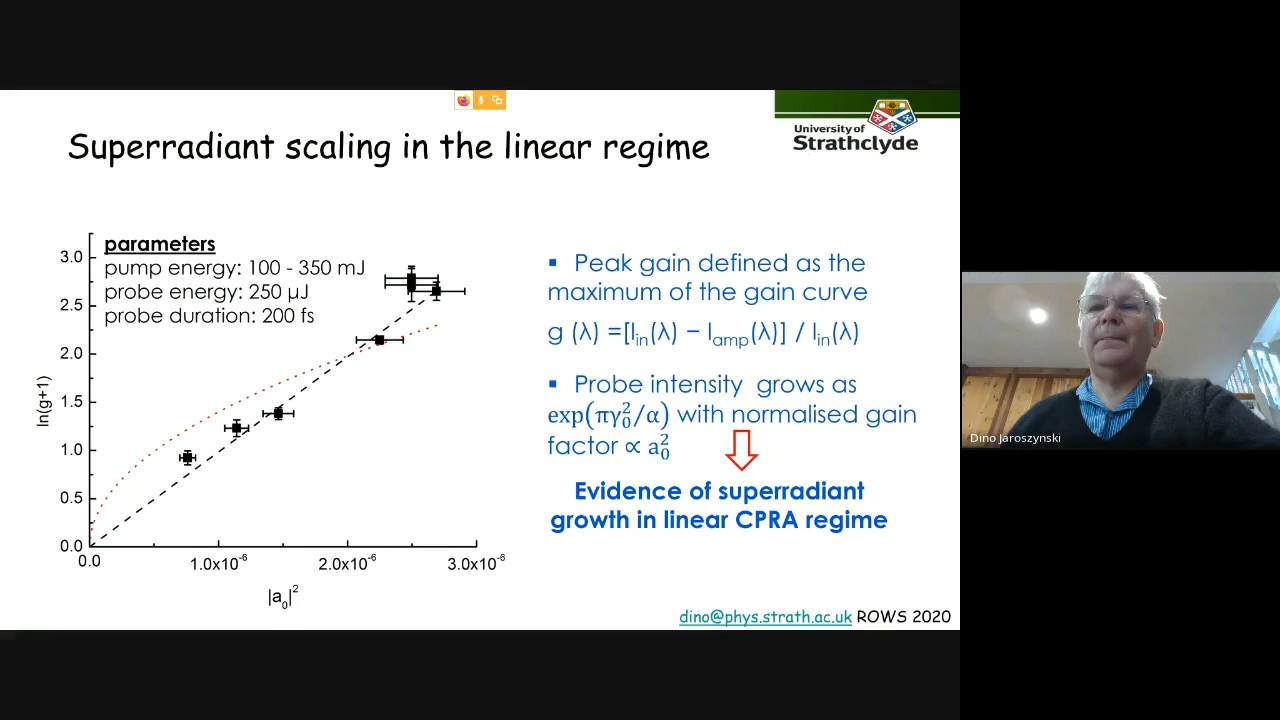 University of
Strathclyde
Superradiant scaling in the linear regime
parameters
pump energy: 100 - 350 mJ
probe energy: 250 µJ
probe duration: 200 fs
3.0
2.5
2.0
1.5
1.0
0.5
0.0
ln(g+1)
0.0 1.0x10⁻⁶ 2.0x10⁻⁶ 3.0x10⁻⁶
|a₀|²
▪ Peak gain defined as the
maximum of the gain curve
g (λ) =[Iin(λ) − Iamp(λ)] / Iin(λ)
▪ Probe intensity grows as
exp(πγ₀²/α) with normalised gain
factor ∝ a₀²
Evidence of superradiant
growth in linear CPRA regime
dino@phys.strath.ac.uk ROWS 2020
Dino Jaroszynski